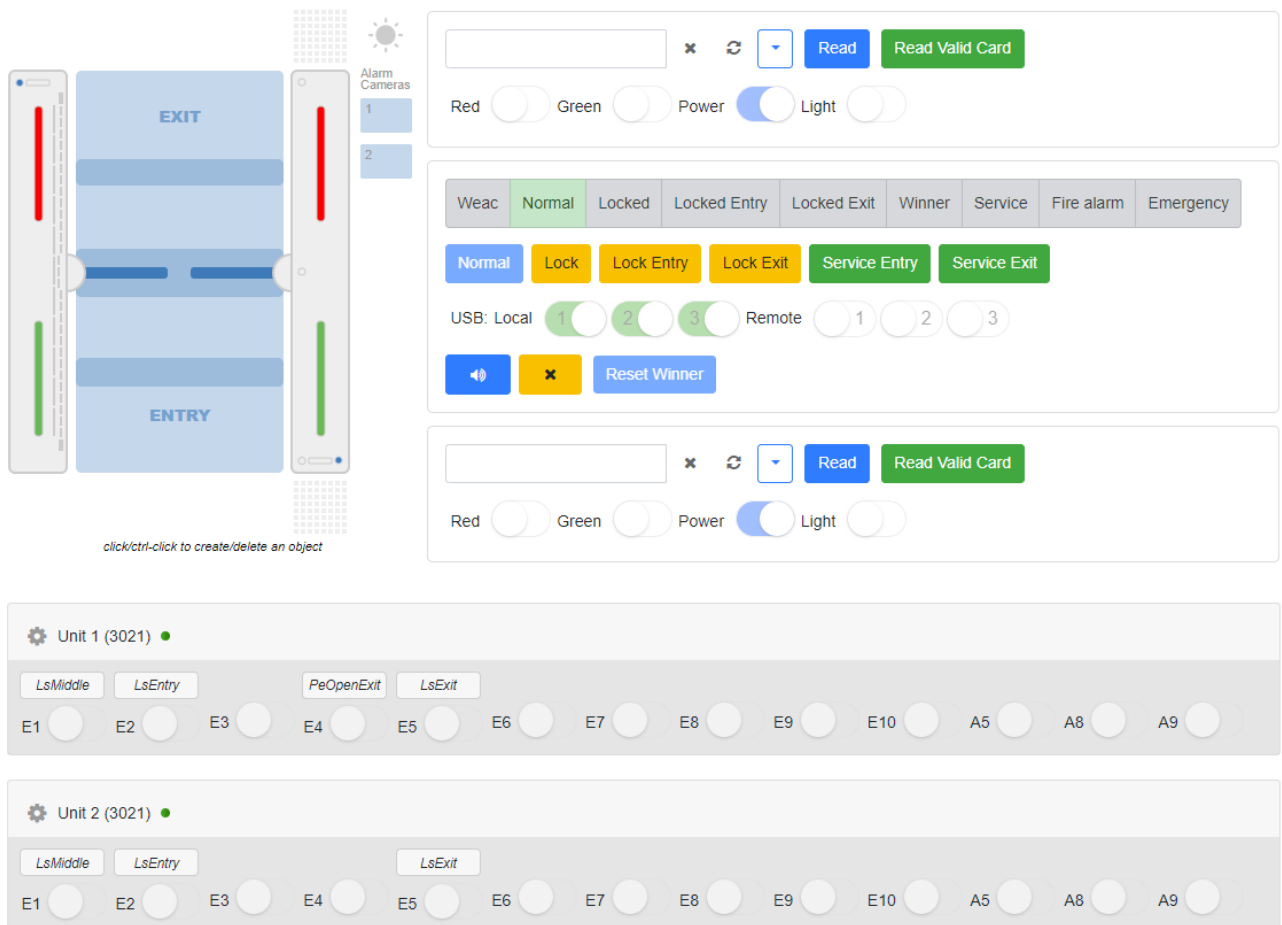 EXIT
ENTRY
click/ctrl-click to create/delete an object
Alarm
Cameras
1
2
Read Read Valid Card
Red Green Power Light
Weac Normal Locked Locked Entry Locked Exit Winner Service Fire alarm Emergency
Normal Lock Lock Entry Lock Exit Service Entry Service Exit
USB: Local 1 2 3 Remote 1 2 3
Reset Winner
Read Read Valid Card
Red Green Power Light
Unit 1 (3021)
LsMiddle LsEntry PeOpenExit LsExit
E1 E2 E3 E4 E5 E6 E7 E8 E9 E10 A5 A8 A9
Unit 2 (3021)
LsMiddle LsEntry LsExit
E1 E2 E3 E4 E5 E6 E7 E8 E9 E10 A5 A8 A9